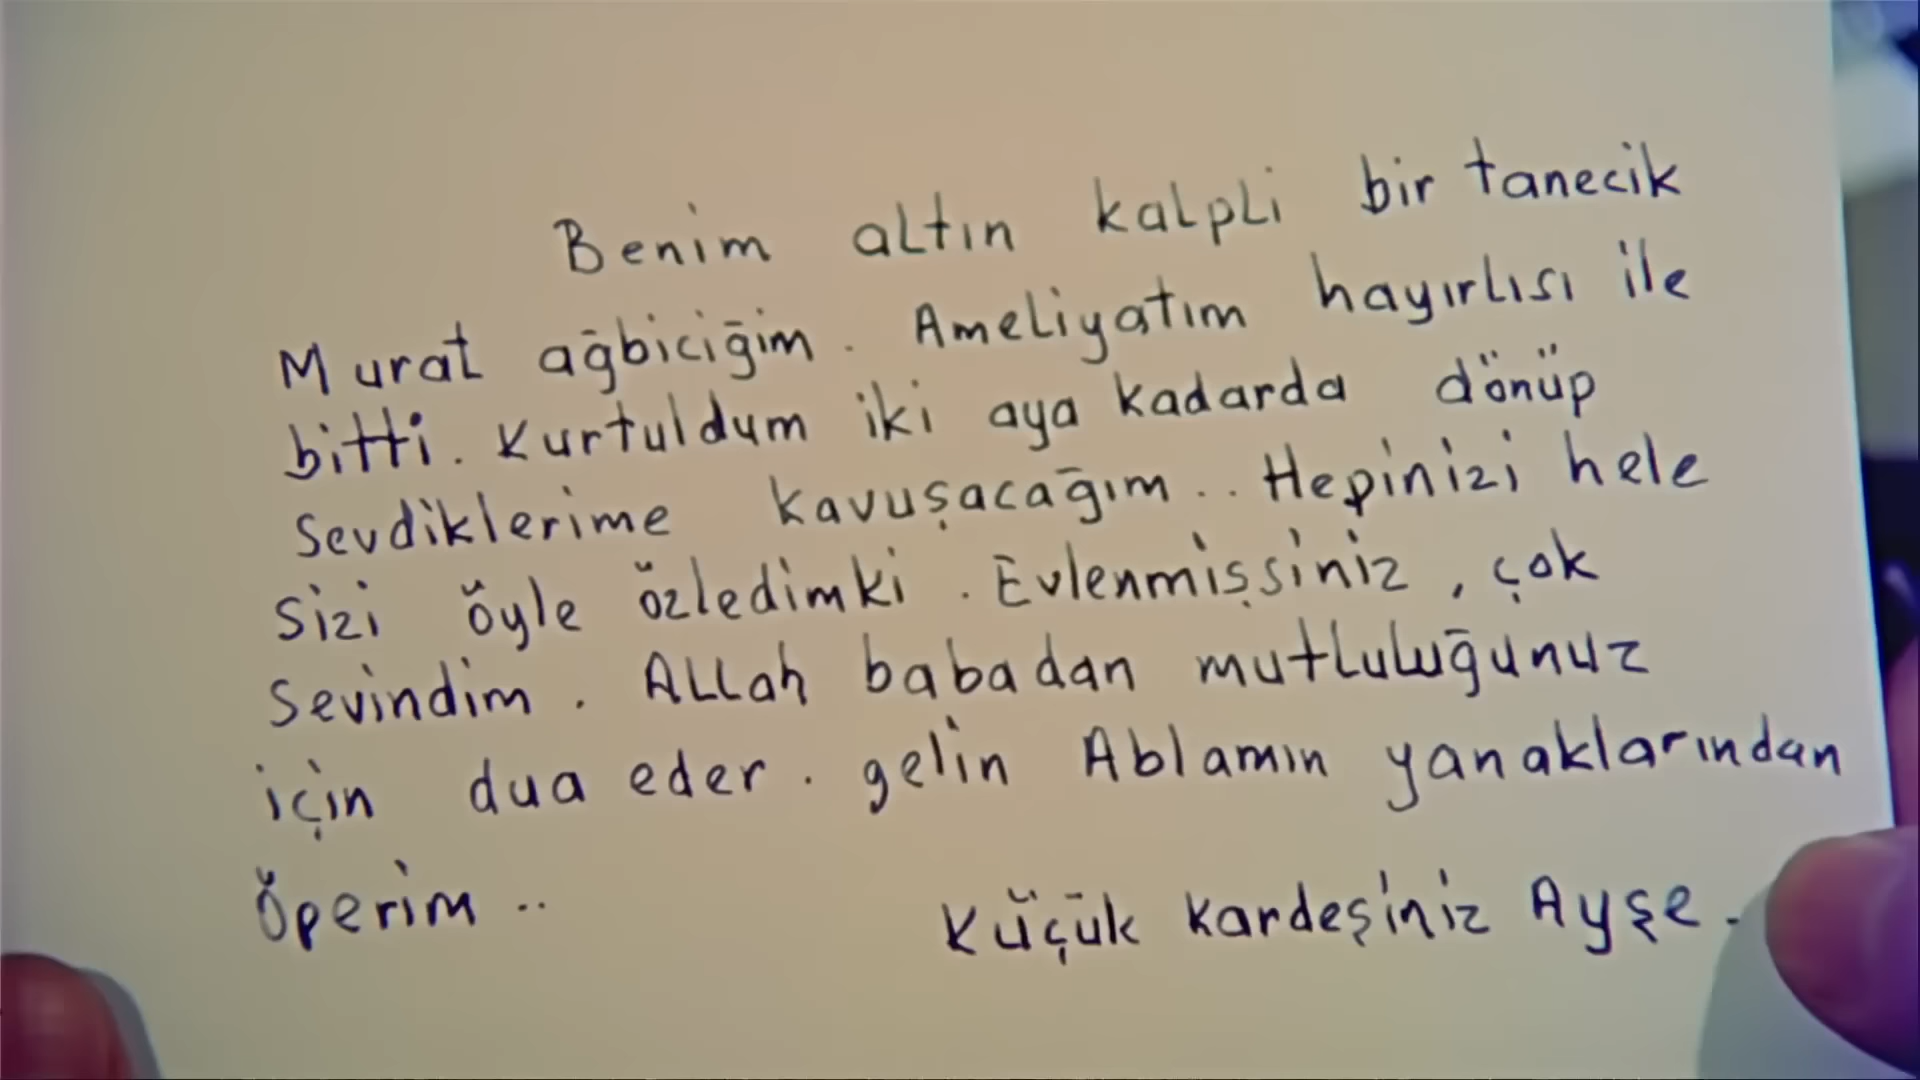 Benim altın kalpli bir tanecik
Murat ağbiciğim. Ameliyatım hayırlısı ile
bitti. Kurtuldum iki aya kadarda dönüp
Sevdiklerime kavuşacağım.. Hepinizi hele
Sizi öyle özledimki. Evlenmişsiniz, çok
Sevindim. Allah babadan mutluluğunuz
için dua eder. gelin Ablamın yanaklarından
Öperim..
Küçük Kardeşiniz Ayşe.